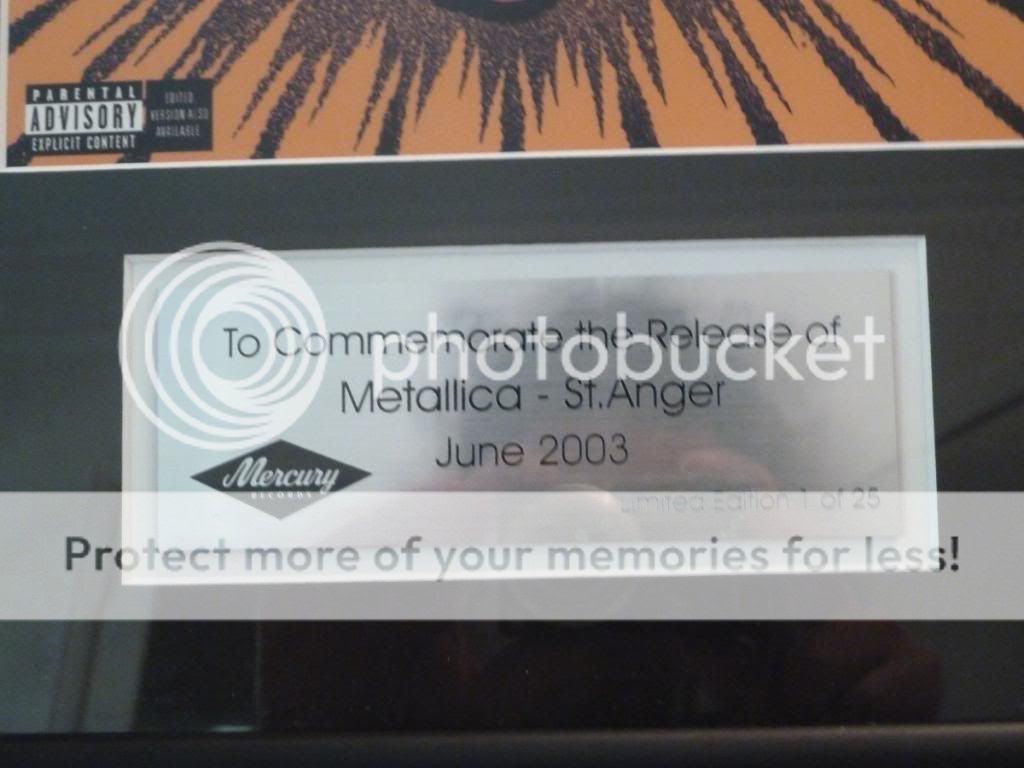 PARENTAL
ADVISORY
EXPLICIT CONTENT
EDITED
VERSION ALSO
AVAILABLE
To Commemorate the Release of
photobucket
Metallica - St.Anger
June 2003
Mercury
RECORDS
Limited Edition 1 of 25
Protect more of your memories for less!